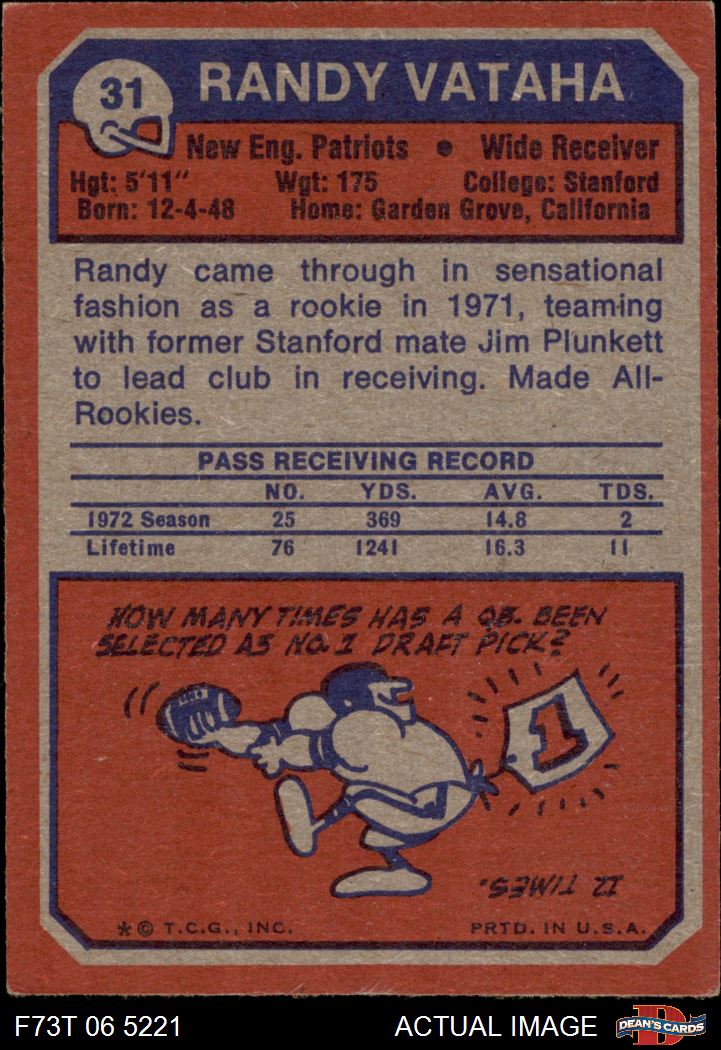 31
RANDY VATAHA
New Eng. Patriots • Wide Receiver
Hgt: 5'11" Wgt: 175 College: Stanford
Born: 12-4-48 Home: Garden Grove, California
Randy came through in sensational
fashion as a rookie in 1971, teaming
with former Stanford mate Jim Plunkett
to lead club in receiving. Made All-
Rookies.
PASS RECEIVING RECORD
NO. YDS. AVG. TDS.
1972 Season 25 369 14.8 2
Lifetime 76 1241 16.3 11
HOW MANY TIMES HAS A QB. BEEN
SELECTED AS NO. 1 DRAFT PICK?
1
12 TIMES.
* © T.C.G., INC. PRTD. IN U.S.A.
F73T 06 5221 ACTUAL IMAGE
D
DEAN'S CARDS